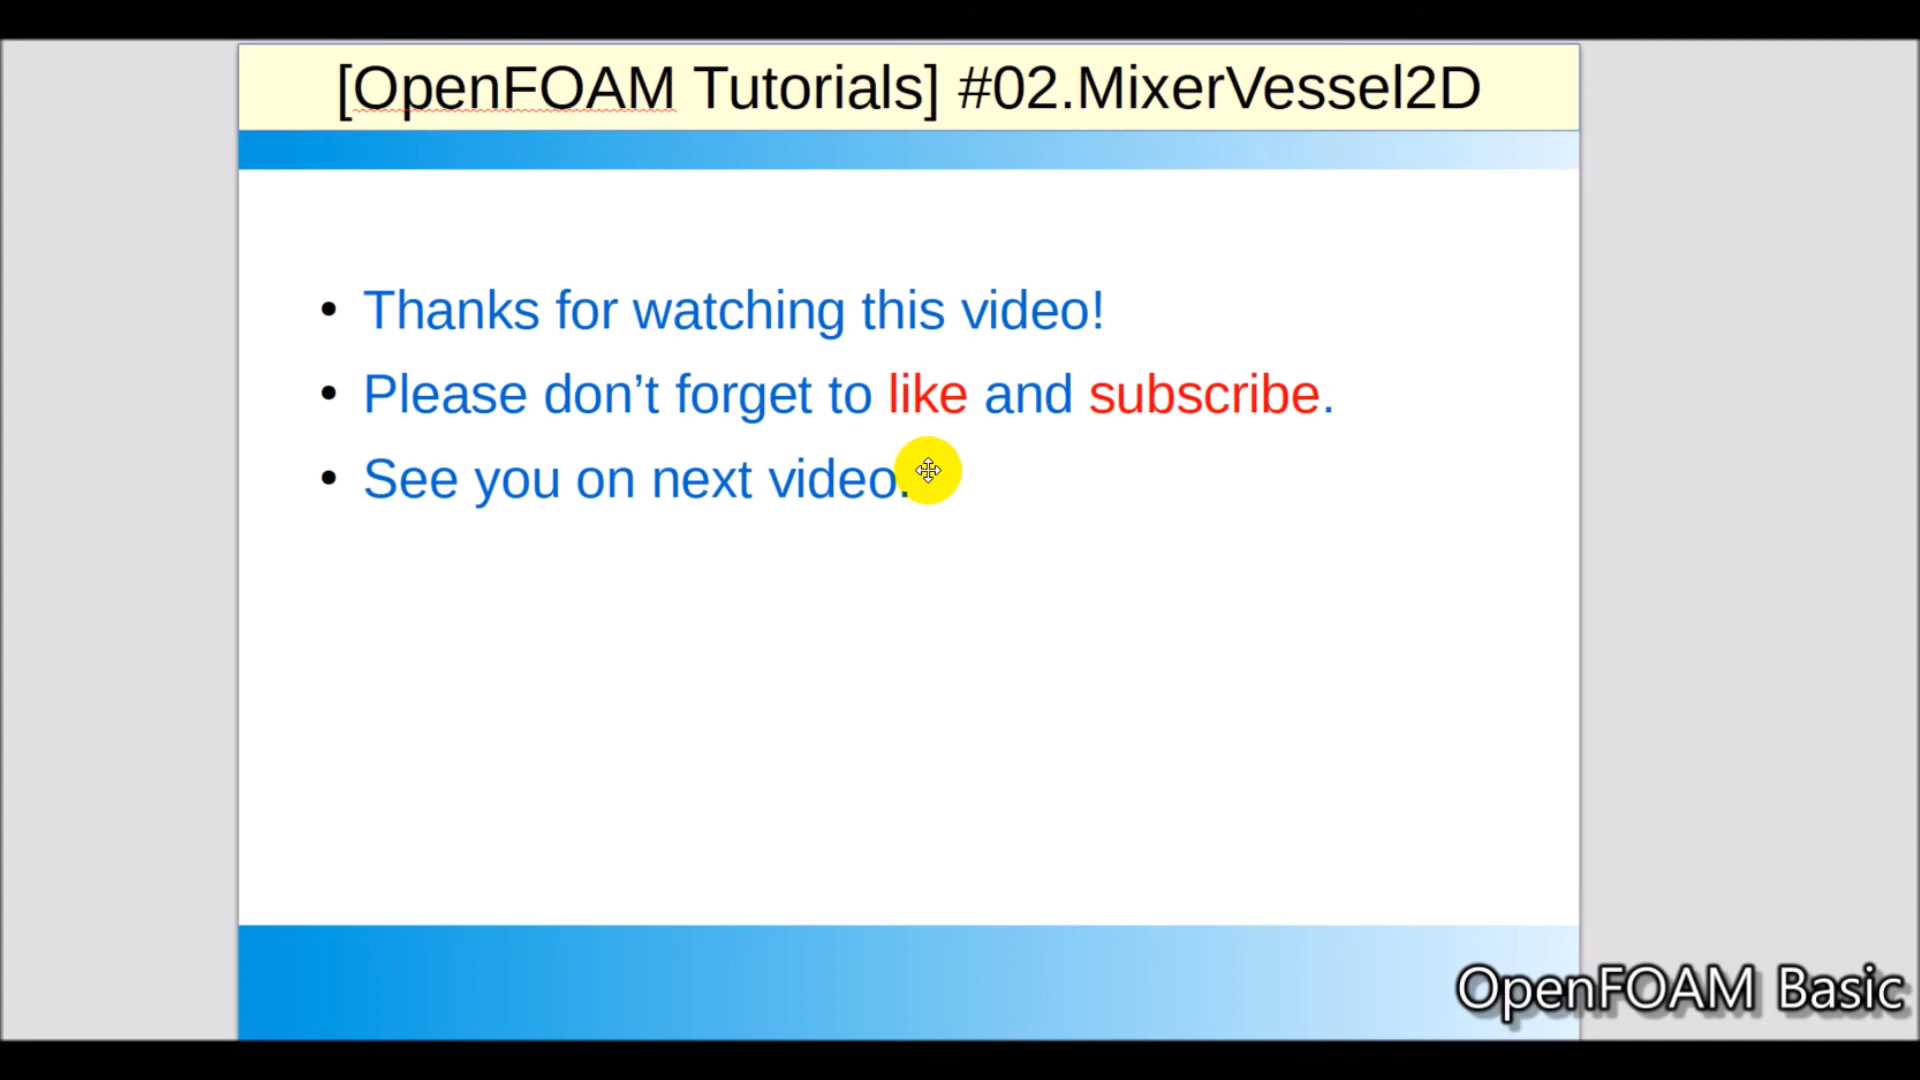 [OpenFOAM Tutorials] #02.MixerVessel2D
• Thanks for watching this video!
• Please don’t forget to like and subscribe.
• See you on next video.
OpenFOAM Basic